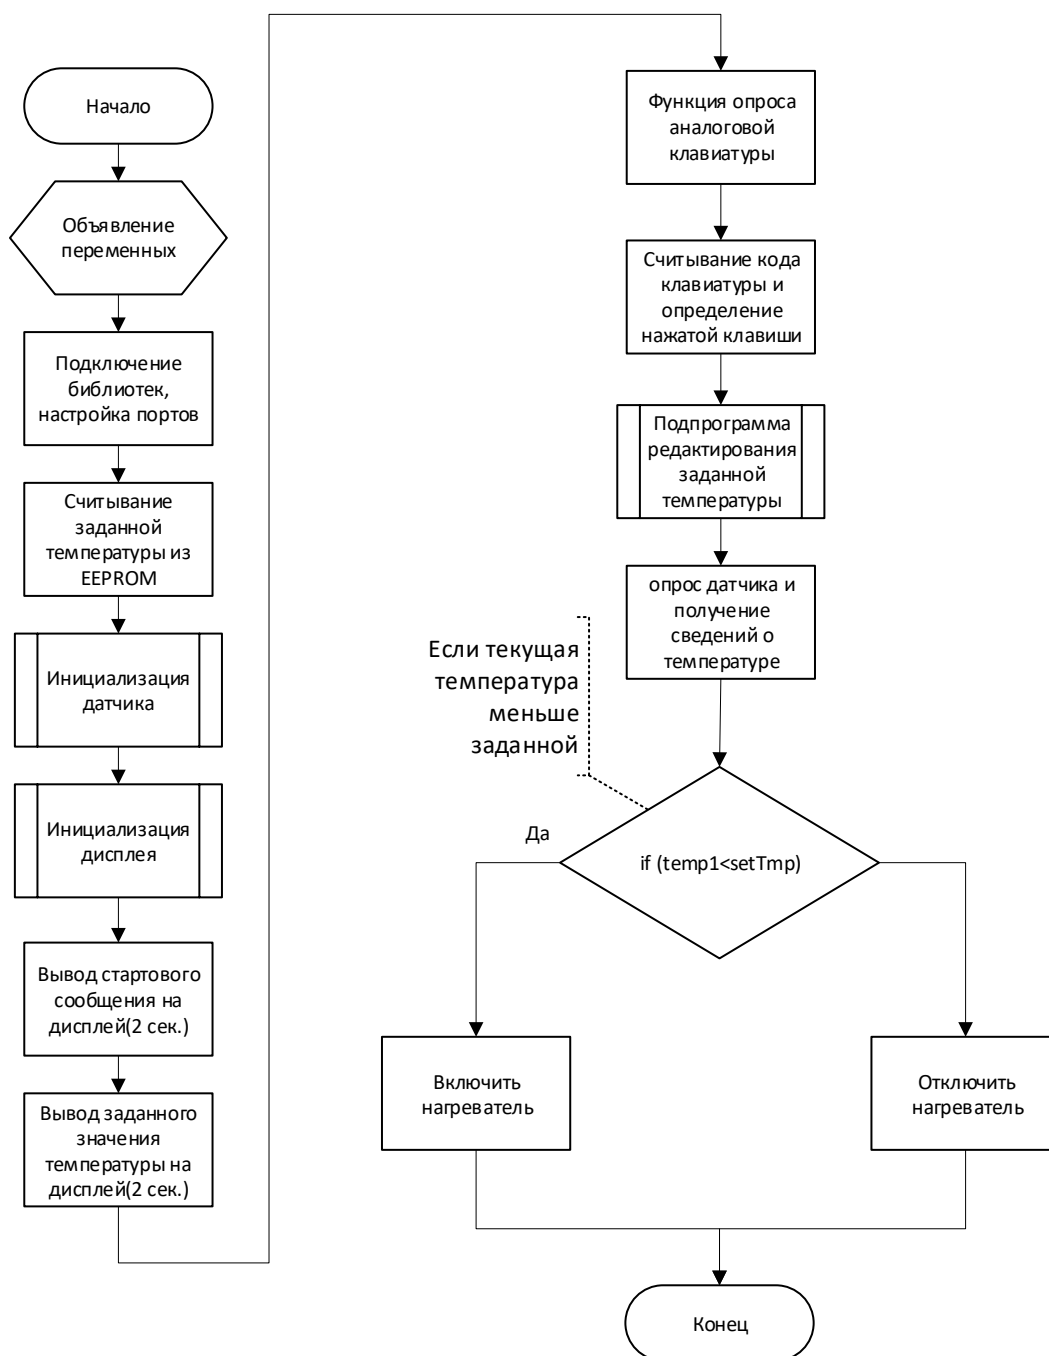 Начало
Объявление
переменных
Подключение
библиотек,
настройка портов
Считывание
заданной
температуры из
EEPROM
Инициализация
датчика
Инициализация
дисплея
Вывод стартового
сообщения на
дисплей(2 сек.)
Вывод заданного
значения
температуры на
дисплей(2 сек.)
Функция опроса
аналоговой
клавиатуры
Считывание кода
клавиатуры и
определение
нажатой клавиши
Подпрограмма
редактирования
заданной
температуры
опрос датчика и
получение
сведений о
температуре
Если текущая
температура
меньше
заданной
Да
if (temp1<setTmp)
Включить
нагреватель
Отключить
нагреватель
Конец